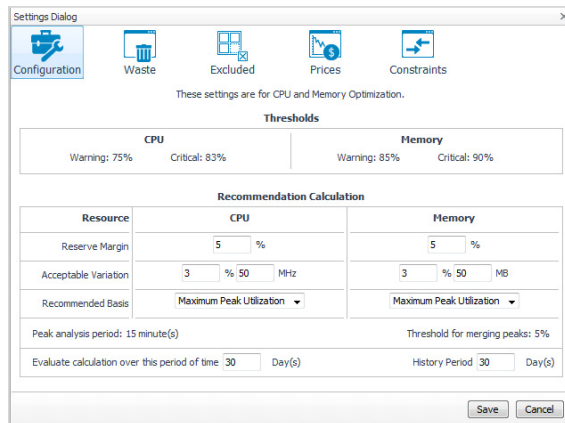 Settings Dialog
Configuration Waste Excluded Prices Constraints
These settings are for CPU and Memory Optimization.
Thresholds
CPU Memory
Warning: 75% Critical: 83% Warning: 85% Critical: 90%
Recommendation Calculation
Resource CPU Memory
Reserve Margin 5 % 5 %
Acceptable Variation 3 % 50 MHz 3 % 50 MB
Recommended Basis Maximum Peak Utilization Maximum Peak Utilization
Peak analysis period: 15 minute(s) Threshold for merging peaks: 5%
Evaluate calculation over this period of time 30 Day(s) History Period 30 Day(s)
Save Cancel